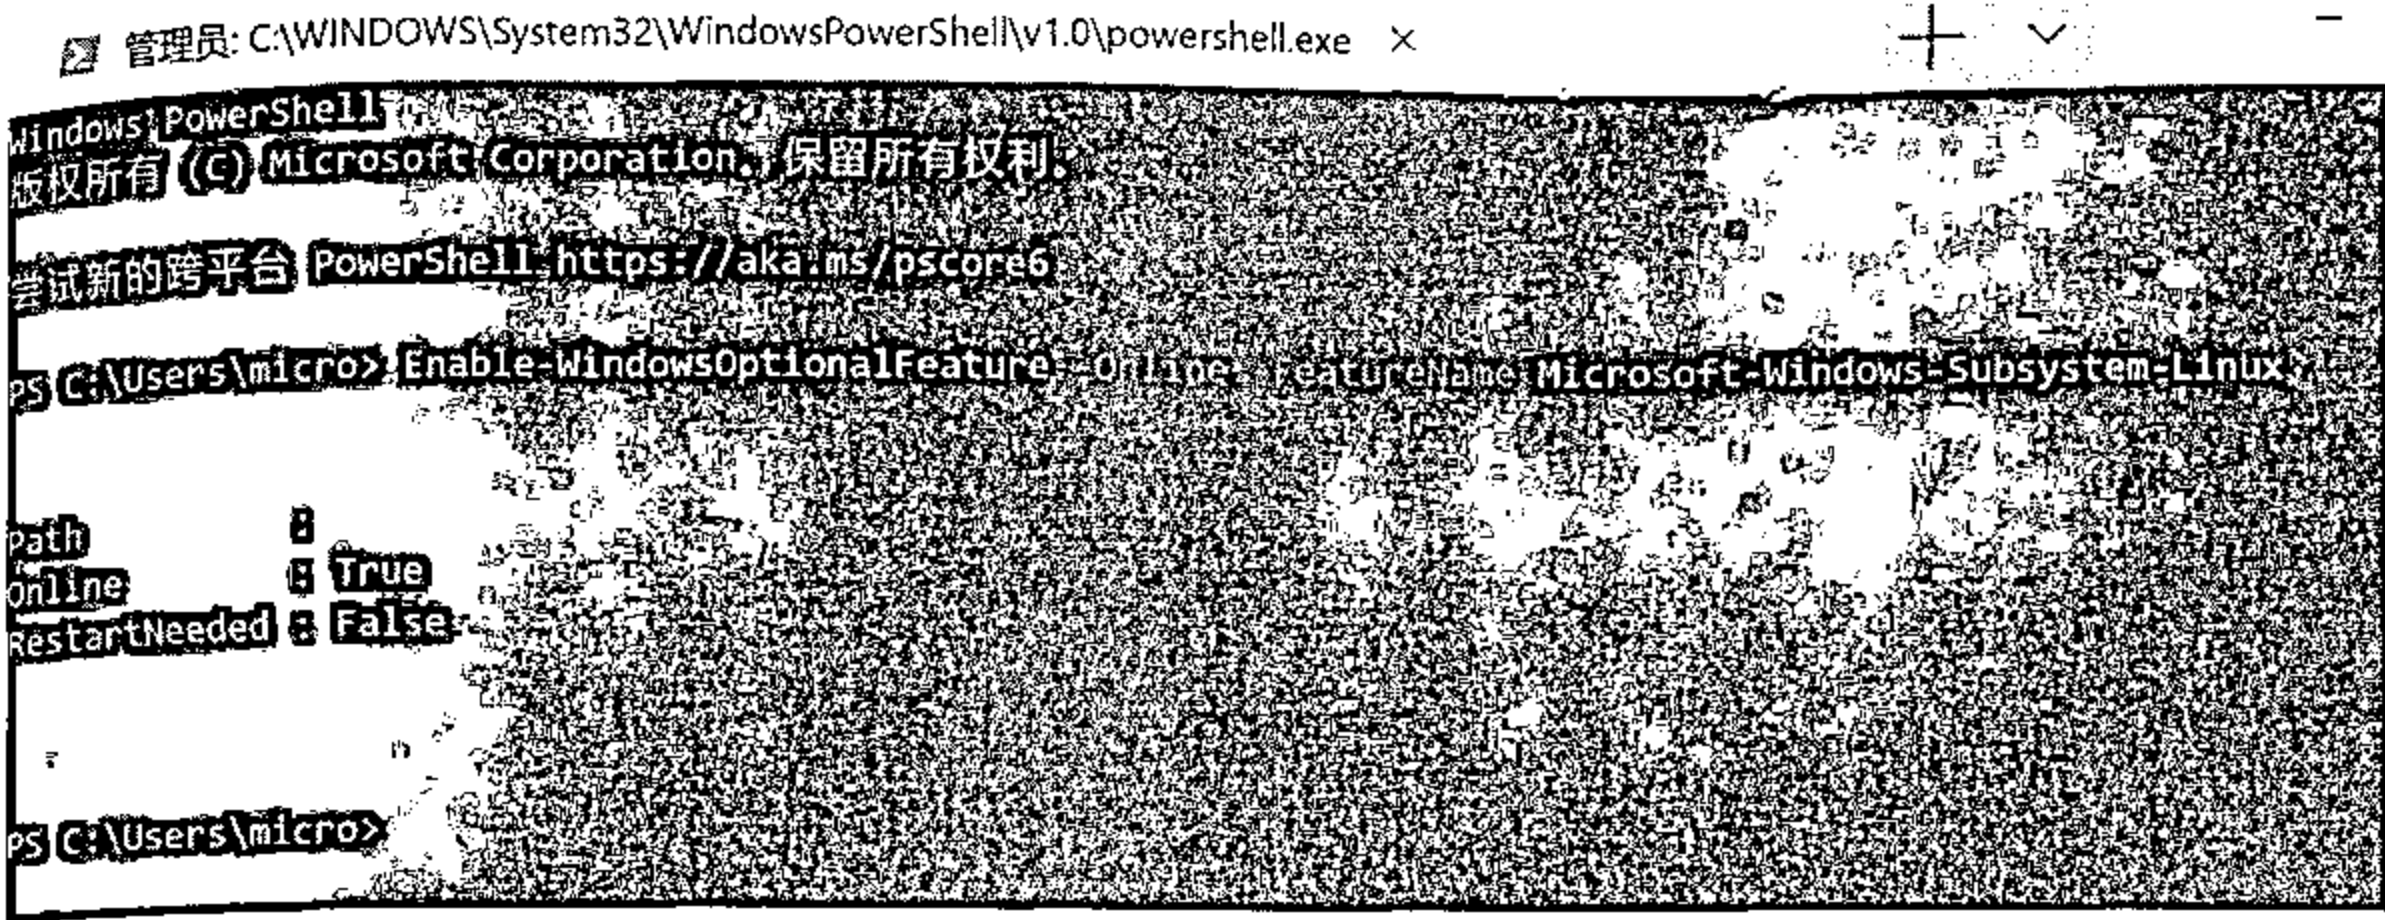 管理员: C:\WINDOWS\System32\WindowsPowerShell\v1.0\powershell.exe
Windows PowerShell
版权所有 (C) Microsoft Corporation. 保留所有权利。
尝试新的跨平台 PowerShell https://aka.ms/pscore6
PS C:\Users\micro> Enable-WindowsOptionalFeature -Online -FeatureName Microsoft-Windows-Subsystem-Linux
Path :
Online : True
RestartNeeded : False
PS C:\Users\micro>